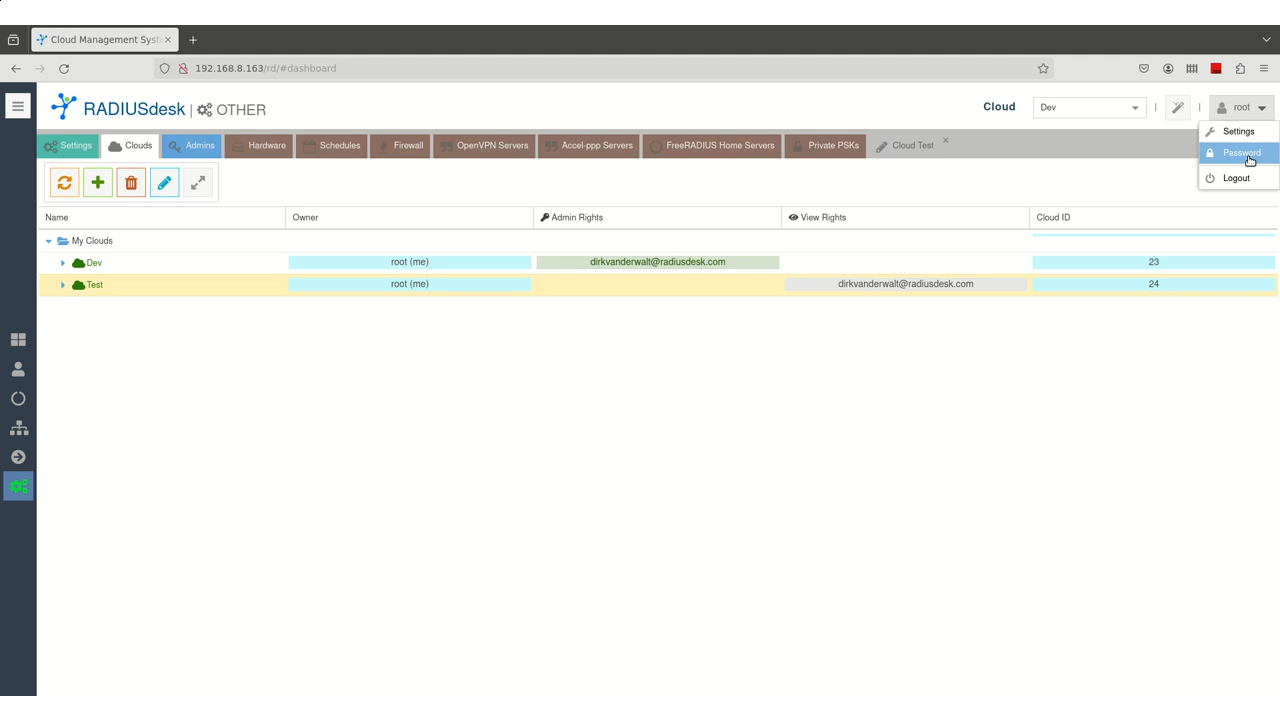 Cloud Management Syst
192.168.8.163/rd/#dashboard
RADIUSdesk | OTHER
Cloud
Dev
root
Settings
Password
Logout
Settings
Clouds
Admins
Hardware
Schedules
Firewall
OpenVPN Servers
Accel-ppp Servers
FreeRADIUS Home Servers
Private PSKs
Cloud Test
Name
Owner
Admin Rights
View Rights
Cloud ID
My Clouds
Dev
root (me)
dirkvanderwalt@radiusdesk.com
23
Test
root (me)
dirkvanderwalt@radiusdesk.com
24